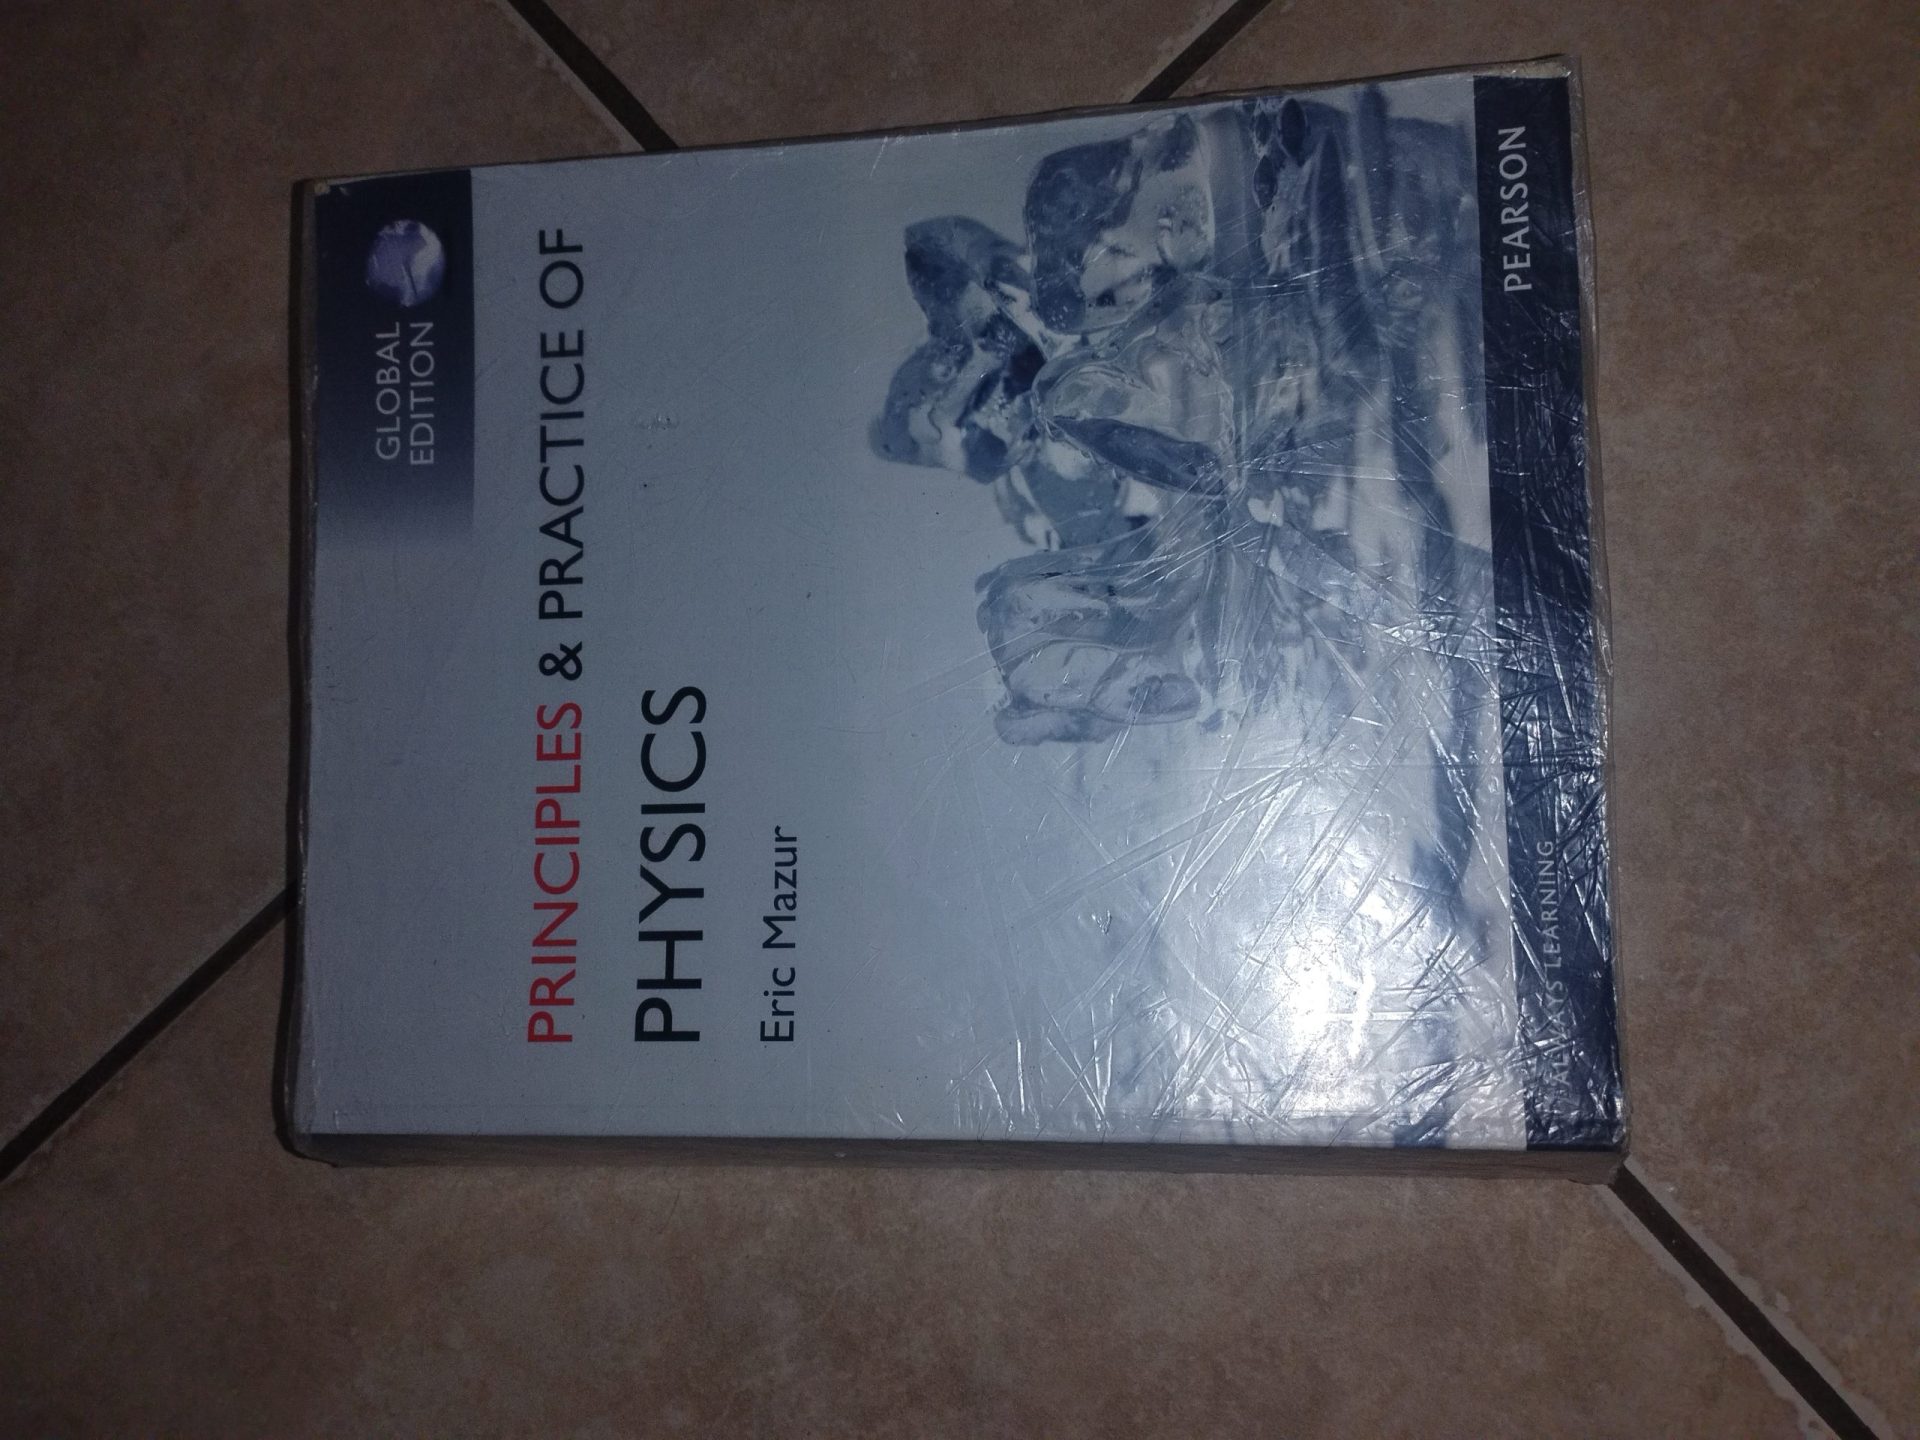 GLOBAL
EDITION
PRINCIPLES & PRACTICE OF
PHYSICS
Eric Mazur
ALWAYS LEARNING
PEARSON